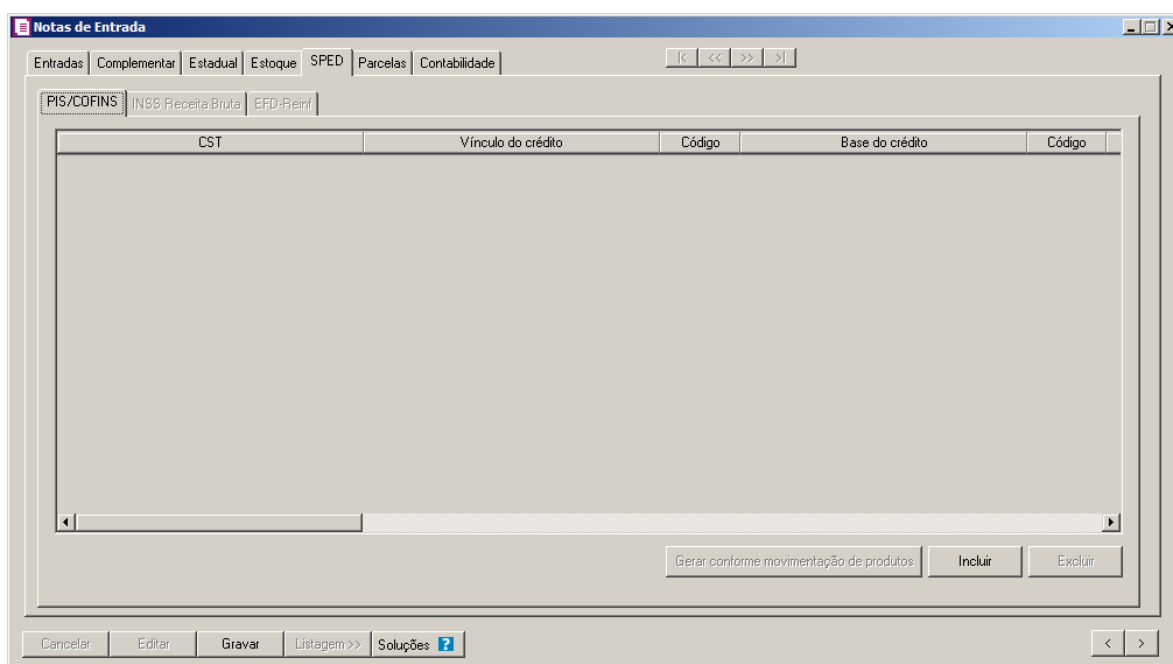 Notas de Entrada
Entradas Complementar Estadual Estoque SPED Parcelas Contabilidade |< << >> >|
PIS/COFINS INSS Receita Bruta EFD-Reinf
CST Vínculo do crédito Código Base do crédito Código
Gerar conforme movimentação de produtos Incluir Excluir
Cancelar Editar Gravar Listagem >> Soluções ? < >